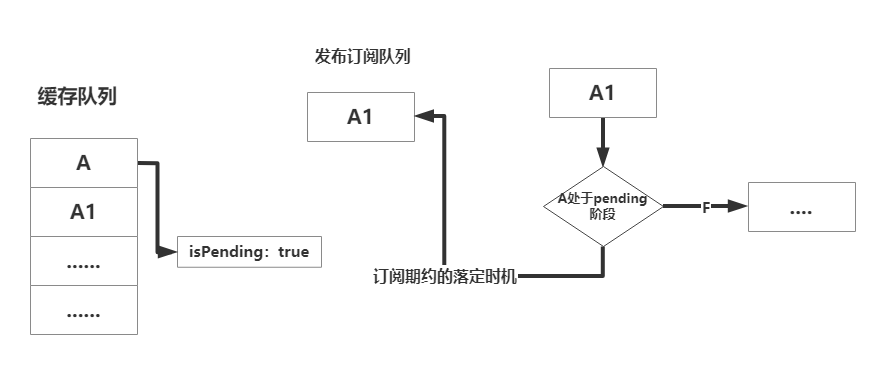 缓存队列
A
A1
......
......
isPending：true
发布订阅队列
A1
A1
A处于pending
阶段
F
....
订阅期约的落定时机